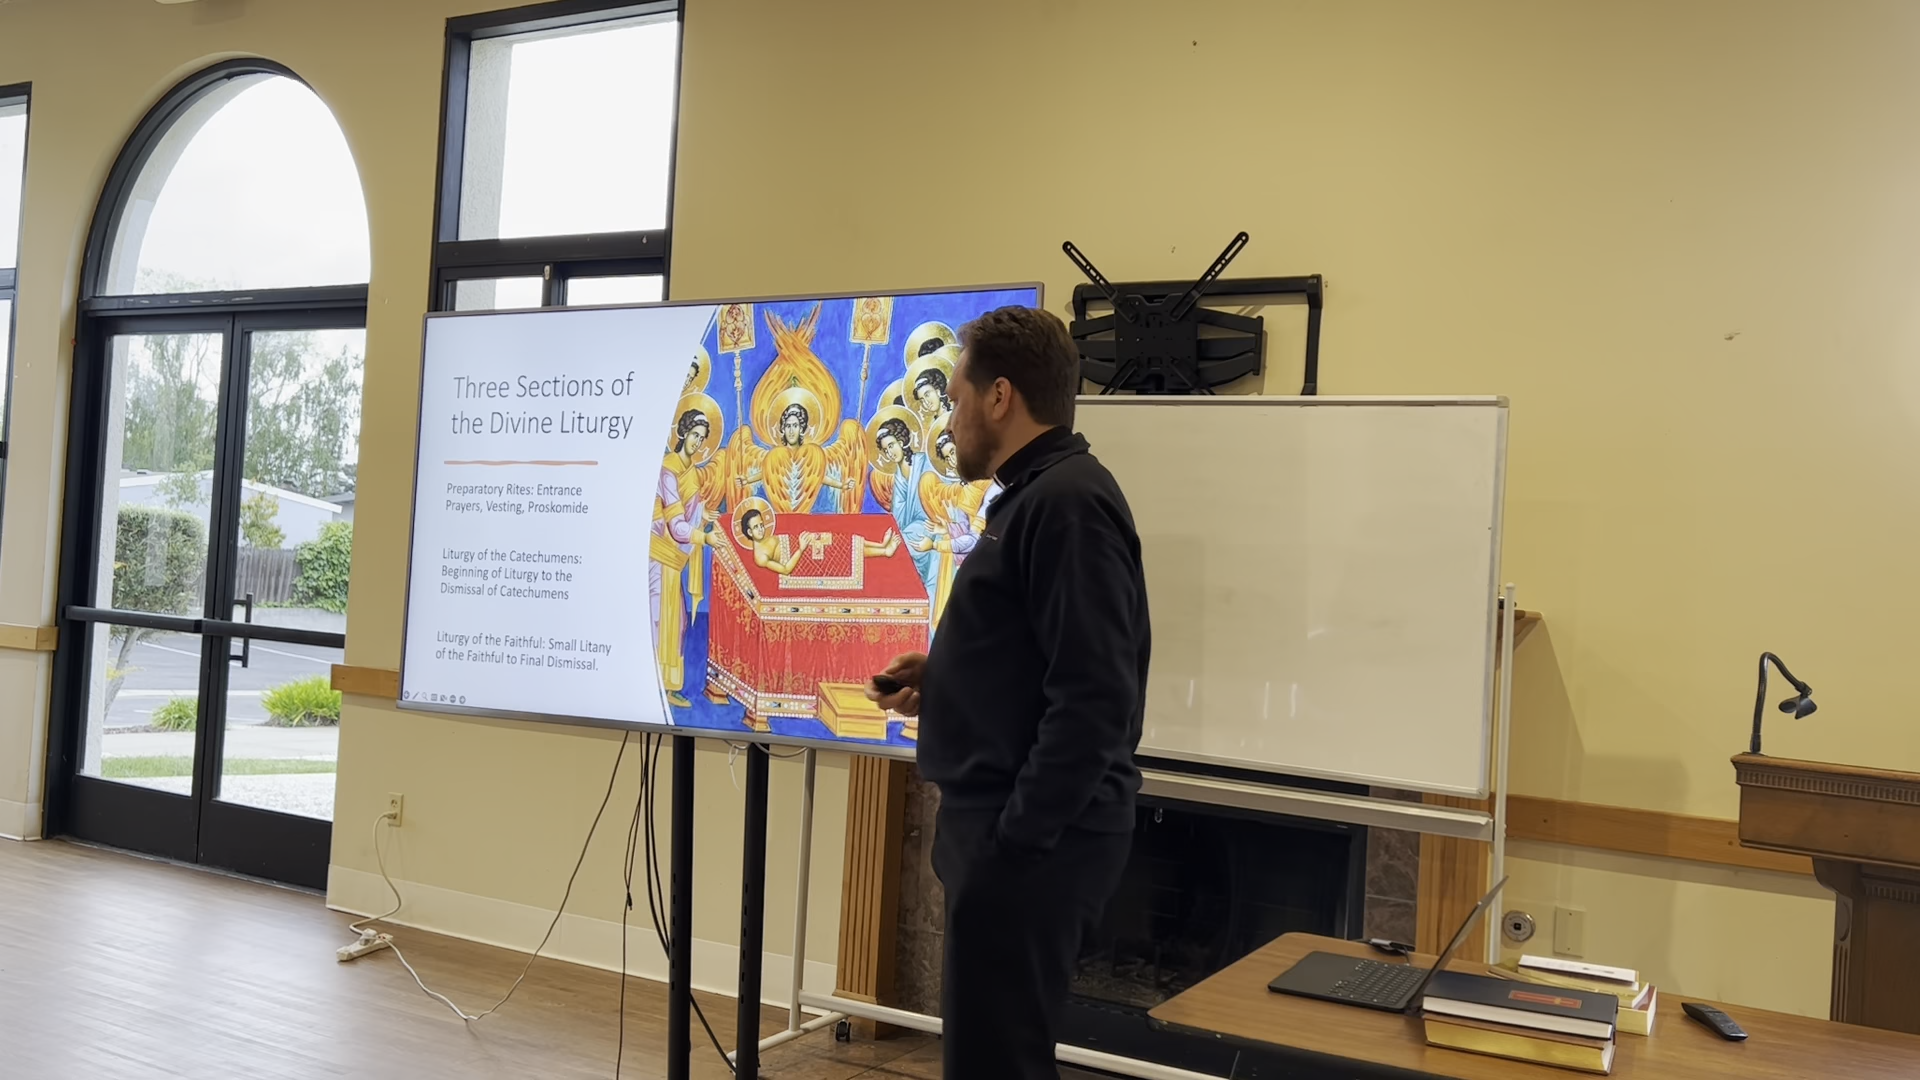 Three Sections of
the Divine Liturgy
Preparatory Rites: Entrance
Prayers, Vesting, Proskomide
Liturgy of the Catechumens:
Beginning of Liturgy to the
Dismissal of Catechumens
Liturgy of the Faithful: Small Litany
of the Faithful to Final Dismissal.